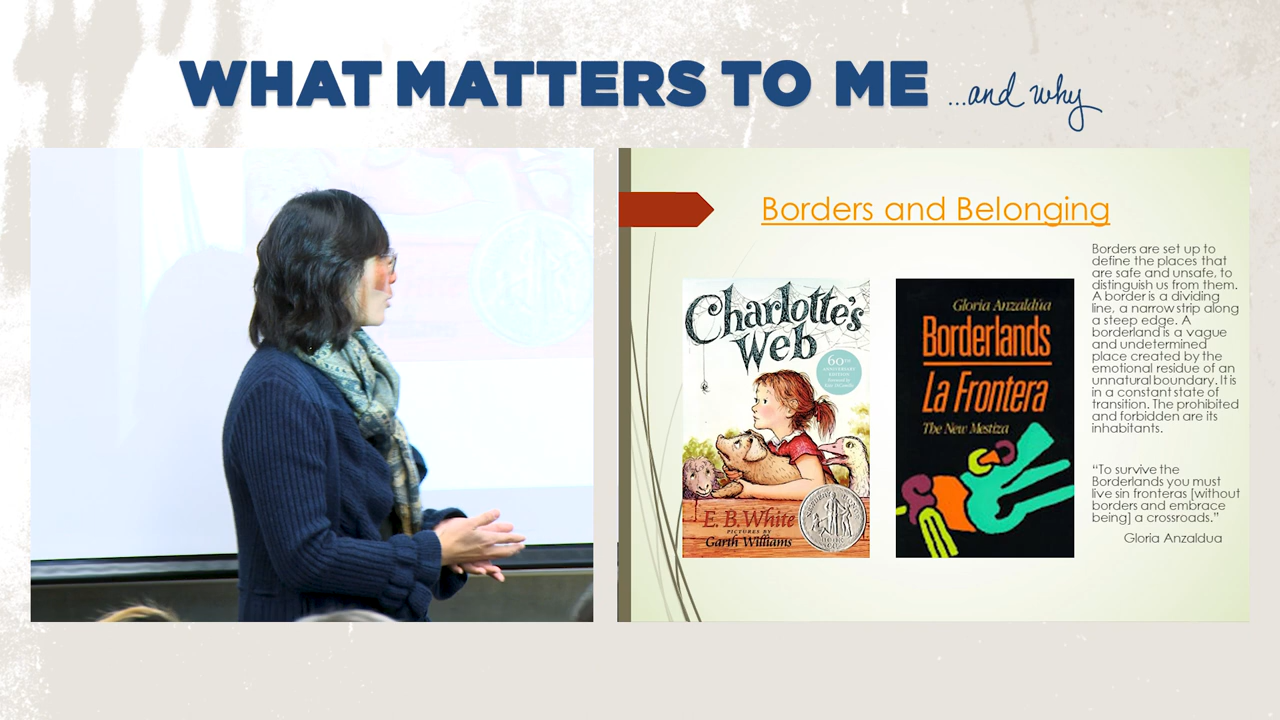 WHAT MATTERS TO ME ...and why
Borders and Belonging
Charlotte's
Web
60TH
ANNIVERSARY
EDITION
E. B. White
PICTURES BY
Garth Williams
Gloria Anzaldúa
Borderlands
La Frontera
The New Mestiza
Borders are set up to
define the places that
are safe and unsafe, to
distinguish us from them.
A border is a dividing
line, a narrow strip along
a steep edge. A
borderland is a vague
and undetermined
place created by the
emotional residue of an
unnatural boundary. It is
in a constant state of
transition. The prohibited
and forbidden are its
inhabitants.
“To survive the
Borderlands you must
live sin fronteras [without
borders and embrace
being] a crossroads.”
Gloria Anzaldua